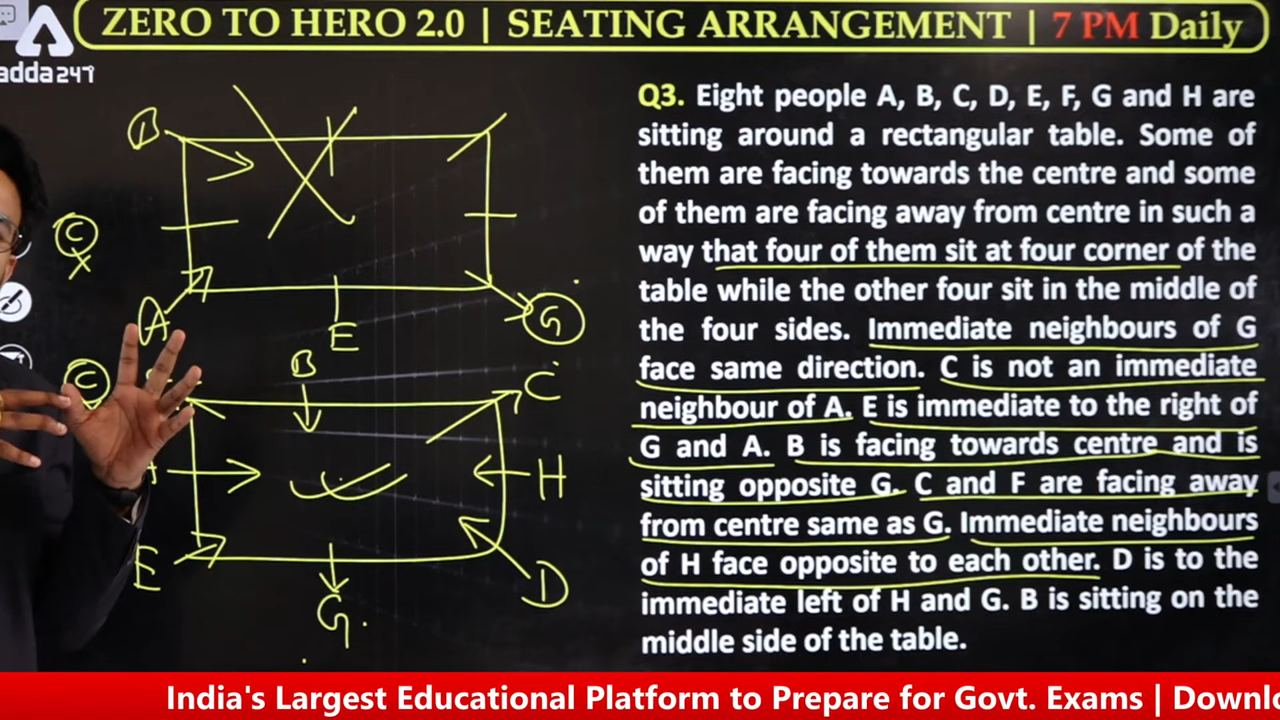 ZERO TO HERO 2.0 | SEATING ARRANGEMENT | 7 PM Daily
adda247
Q3. Eight people A, B, C, D, E, F, G and H are
sitting around a rectangular table. Some of
them are facing towards the centre and some
of them are facing away from centre in such a
way that four of them sit at four corner of the
table while the other four sit in the middle of
the four sides. Immediate neighbours of G
face same direction. C is not an immediate
neighbour of A. E is immediate to the right of
G and A. B is facing towards centre and is
sitting opposite G. C and F are facing away
from centre same as G. Immediate neighbours
of H face opposite to each other. D is to the
immediate left of H and G. B is sitting on the
middle side of the table.
B
C
A
E
G
C
B
C
H
E
G.
D
India's Largest Educational Platform to Prepare for Govt. Exams |